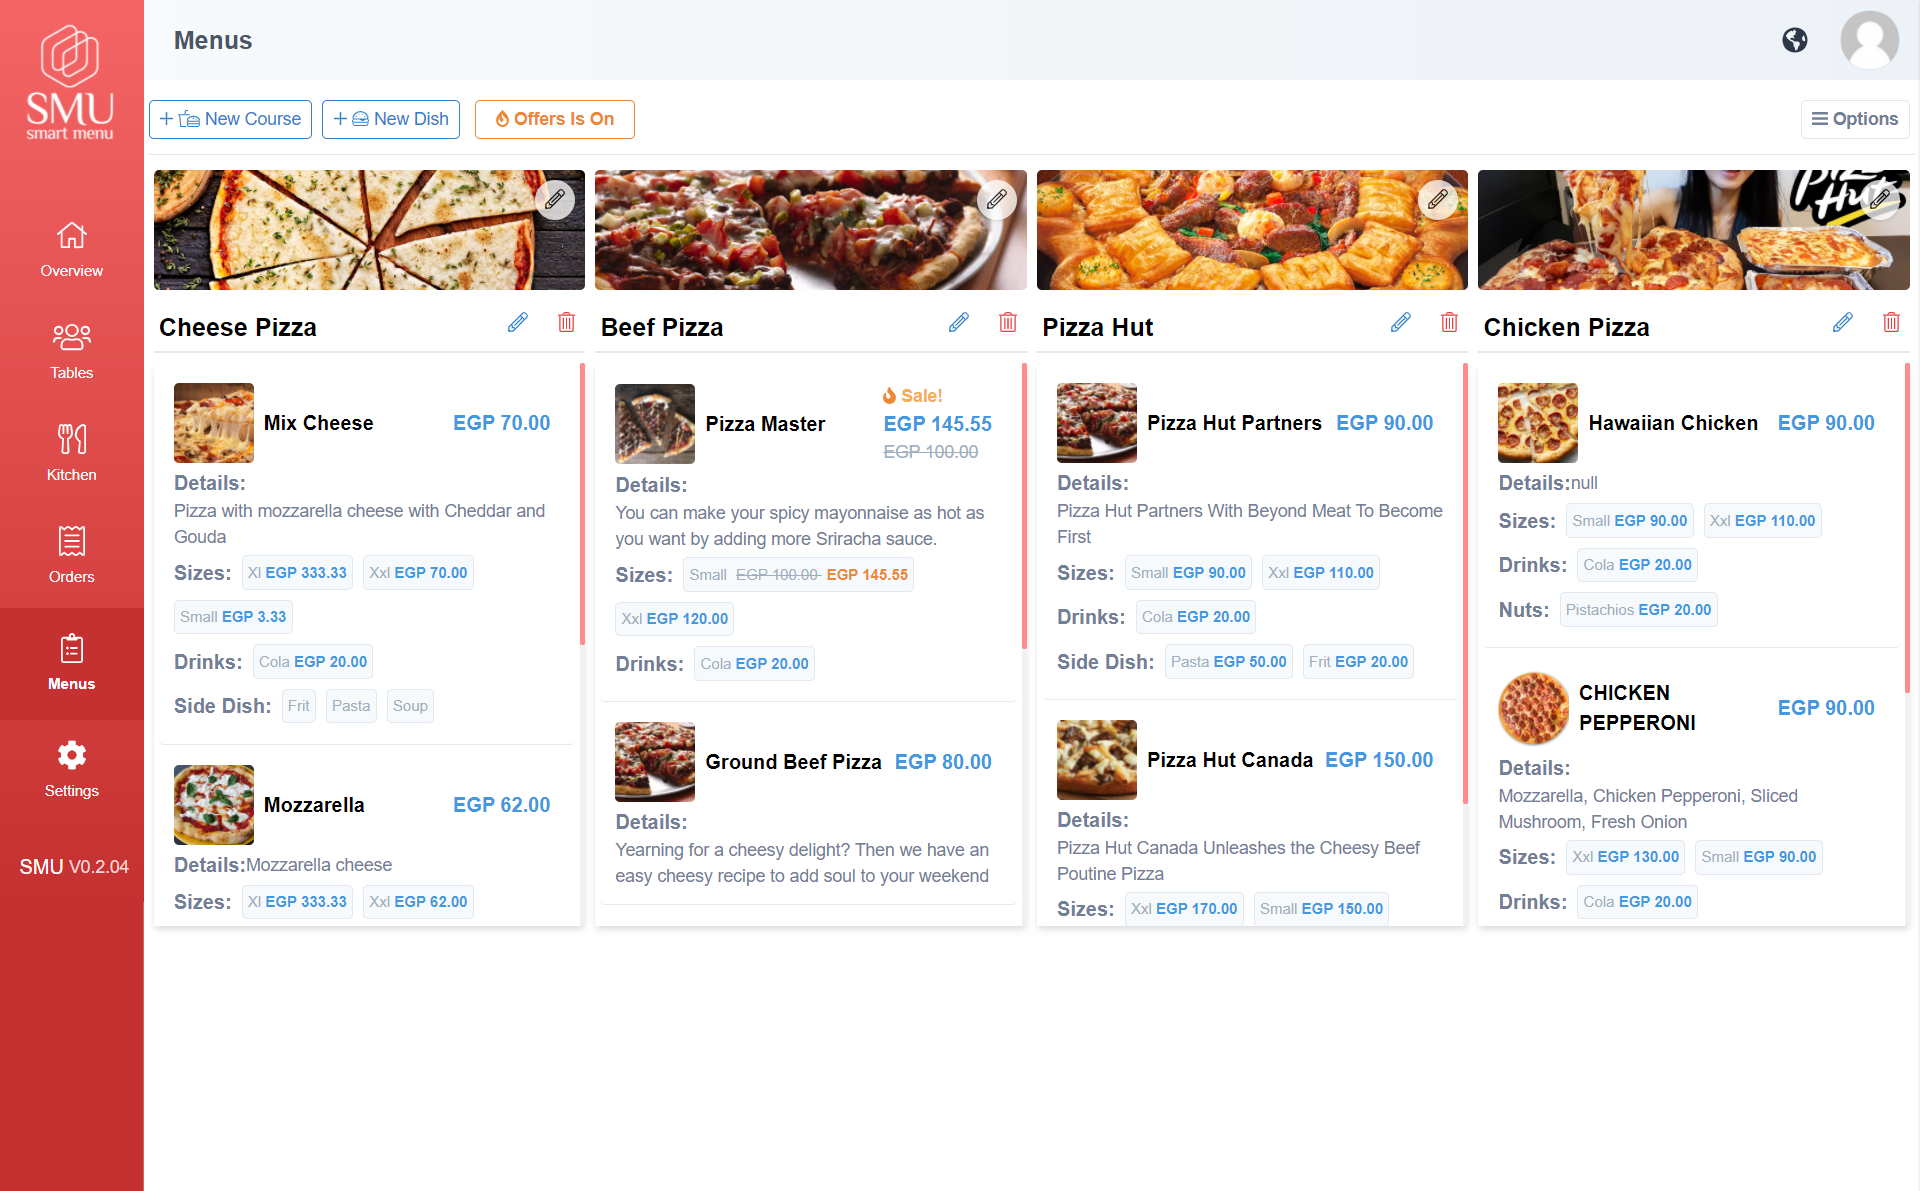 SMU
smart menu
Overview
Tables
Kitchen
Orders
Menus
Settings
SMU V0.2.04
Menus
+ New Course
+ New Dish
Offers Is On
Options
Cheese Pizza
Mix Cheese
EGP 70.00
Details:
Pizza with mozzarella cheese with Cheddar and
Gouda
Sizes: Xl EGP 333.33 Xxl EGP 70.00
Small EGP 3.33
Drinks: Cola EGP 20.00
Side Dish: Frit Pasta Soup
Mozzarella
EGP 62.00
Details:Mozzarella cheese
Sizes: Xl EGP 333.33 Xxl EGP 62.00
Beef Pizza
Pizza Master
Sale!
EGP 145.55
EGP 100.00
Details:
You can make your spicy mayonnaise as hot as
you want by adding more Sriracha sauce.
Sizes: Small EGP 100.00 EGP 145.55
Xxl EGP 120.00
Drinks: Cola EGP 20.00
Ground Beef Pizza
EGP 80.00
Details:
Yearning for a cheesy delight? Then we have an
easy cheesy recipe to add soul to your weekend
Pizza Hut
Pizza Hut Partners
EGP 90.00
Details:
Pizza Hut Partners With Beyond Meat To Become
First
Sizes: Small EGP 90.00 Xxl EGP 110.00
Drinks: Cola EGP 20.00
Side Dish: Pasta EGP 50.00 Frit EGP 20.00
Pizza Hut Canada
EGP 150.00
Details:
Pizza Hut Canada Unleashes the Cheesy Beef
Poutine Pizza
Sizes: Xxl EGP 170.00 Small EGP 150.00
Pizza
Hut
Chicken Pizza
Hawaiian Chicken
EGP 90.00
Details:null
Sizes: Small EGP 90.00 Xxl EGP 110.00
Drinks: Cola EGP 20.00
Nuts: Pistachios EGP 20.00
CHICKEN
PEPPERONI
EGP 90.00
Details:
Mozzarella, Chicken Pepperoni, Sliced
Mushroom, Fresh Onion
Sizes: Xxl EGP 130.00 Small EGP 90.00
Drinks: Cola EGP 20.00